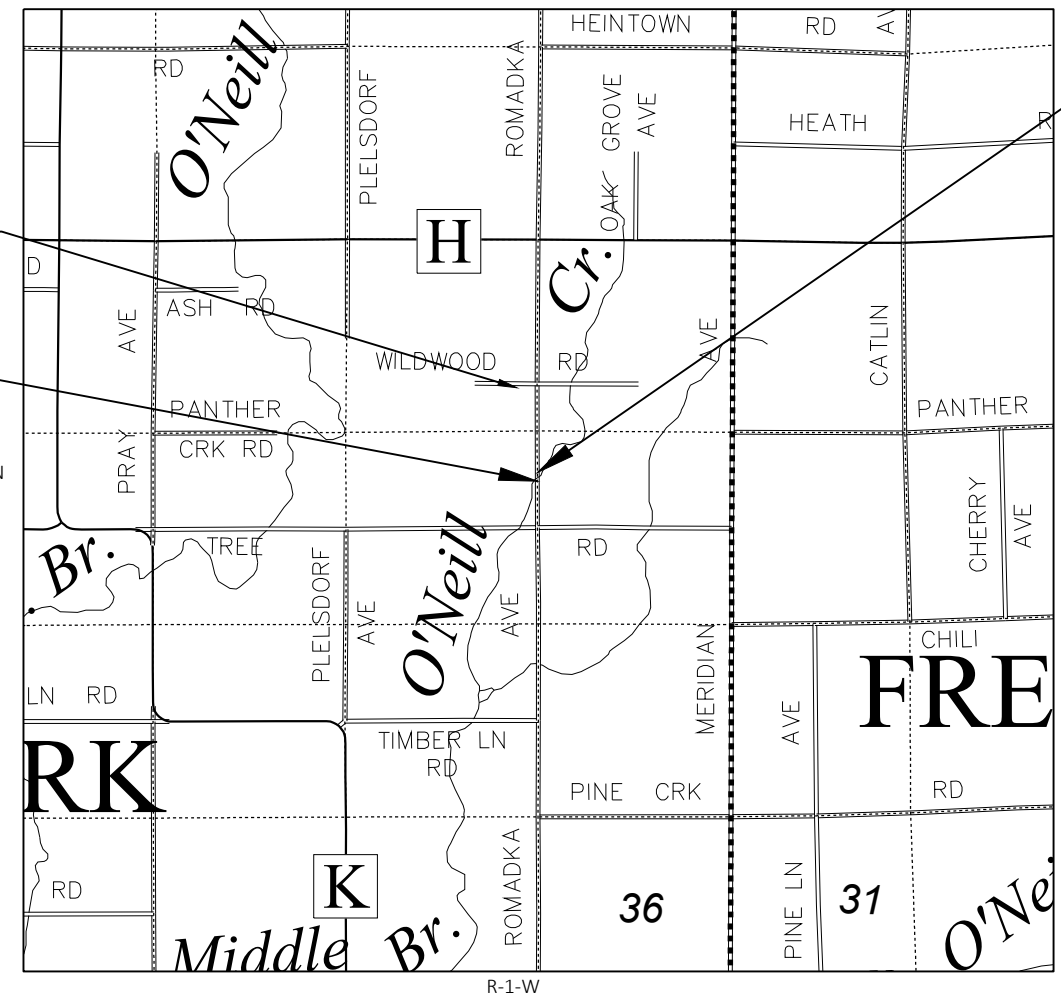 HEINTOWN RD AV
RD
O'Neill
PLELSDORF
ROMADKA
OAK GROVE
AVE
HEATH R
H
D
ASH RD
Cr.
AVE
WILDWOOD RD
AVE
CATLIN
PANTHER
CRK RD
PANTHER
PRAY
Br.
TREE RD
O'Neill
CHERRY
AVE
PLELSDORF
AVE
AVE
MERIDIAN
CHILI
FRE
LN RD
AVE
TIMBER LN
RD
RK
PINE CRK RD
K
RD
ROMADKA
36
PINE LN
31
O'Ne
Middle Br.
R-1-W